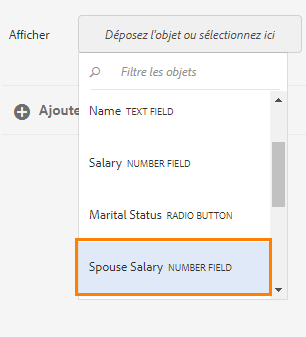 Afficher
Déposez l'objet ou sélectionnez ici
Filtre les objets
Ajoute
Name TEXT FIELD
Salary NUMBER FIELD
Marital Status RADIO BUTTON
Spouse Salary NUMBER FIELD